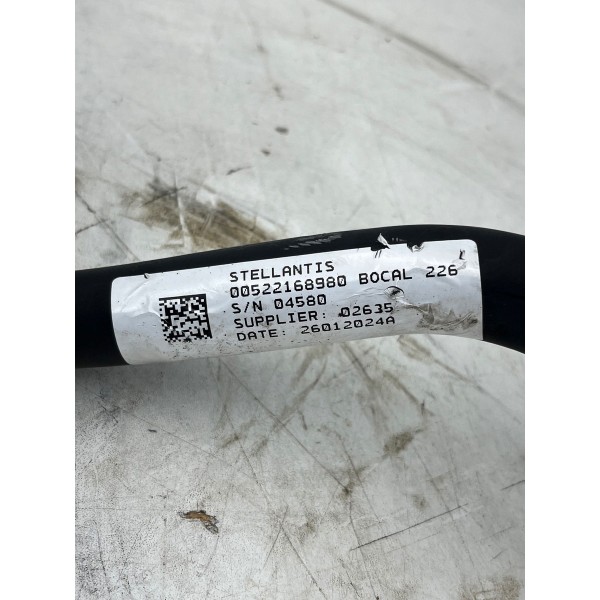 STELLANTIS
00522168980 BOCAL 226
S/N 04580
SUPPLIER: 02635
DATE: 26012024A